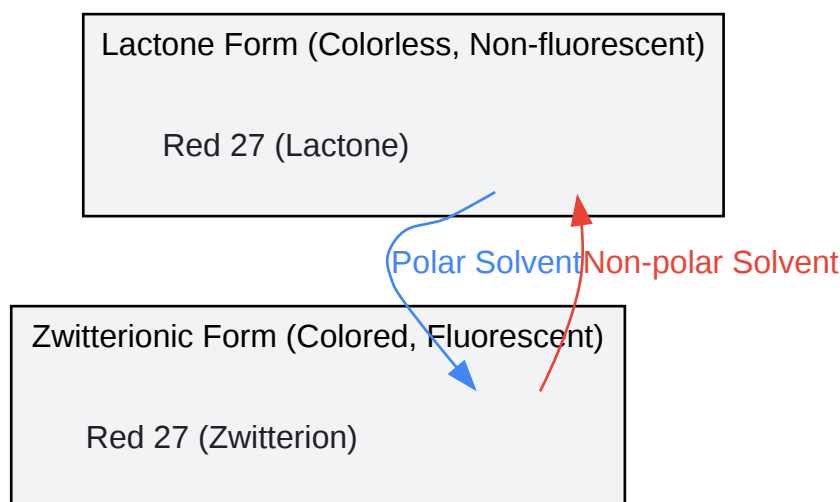 Lactone Form (Colorless, Non-fluorescent)
Red 27 (Lactone)
Polar Solvent
Non-polar Solvent
Zwitterionic Form (Colored, Fluorescent)
Red 27 (Zwitterion)